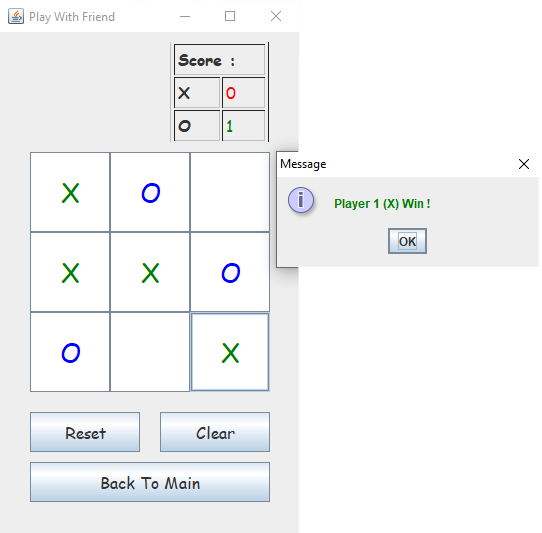 Play With Friend
Score :
X 0
O 1
X O
Message
Player 1 (X) Win !
OK
X X O
O X
Reset Clear
Back To Main